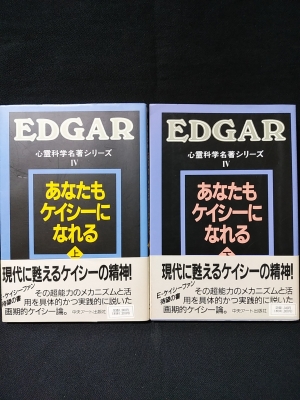 EDGAR
心霊科学名著シリーズ
IV
あなたも
ケイシーに
なれる
上
現代に甦えるケイシーの精神!
・ケイシーファン
待望の書
その超能力のメカニズムと活
用を具体的かつ実践的に説いた
画期的ケイシー論。
中央アート出版社
EDGAR
心霊科学名著シリーズ
IV
あなたも
ケイシーに
なれる
下
現代に甦えるケイシーの精神!
E・ケイシーファン
待望の書
その超能力のメカニズムと活
用を具体的かつ実践的に説いた
画期的ケイシー論。
中央アート出版社